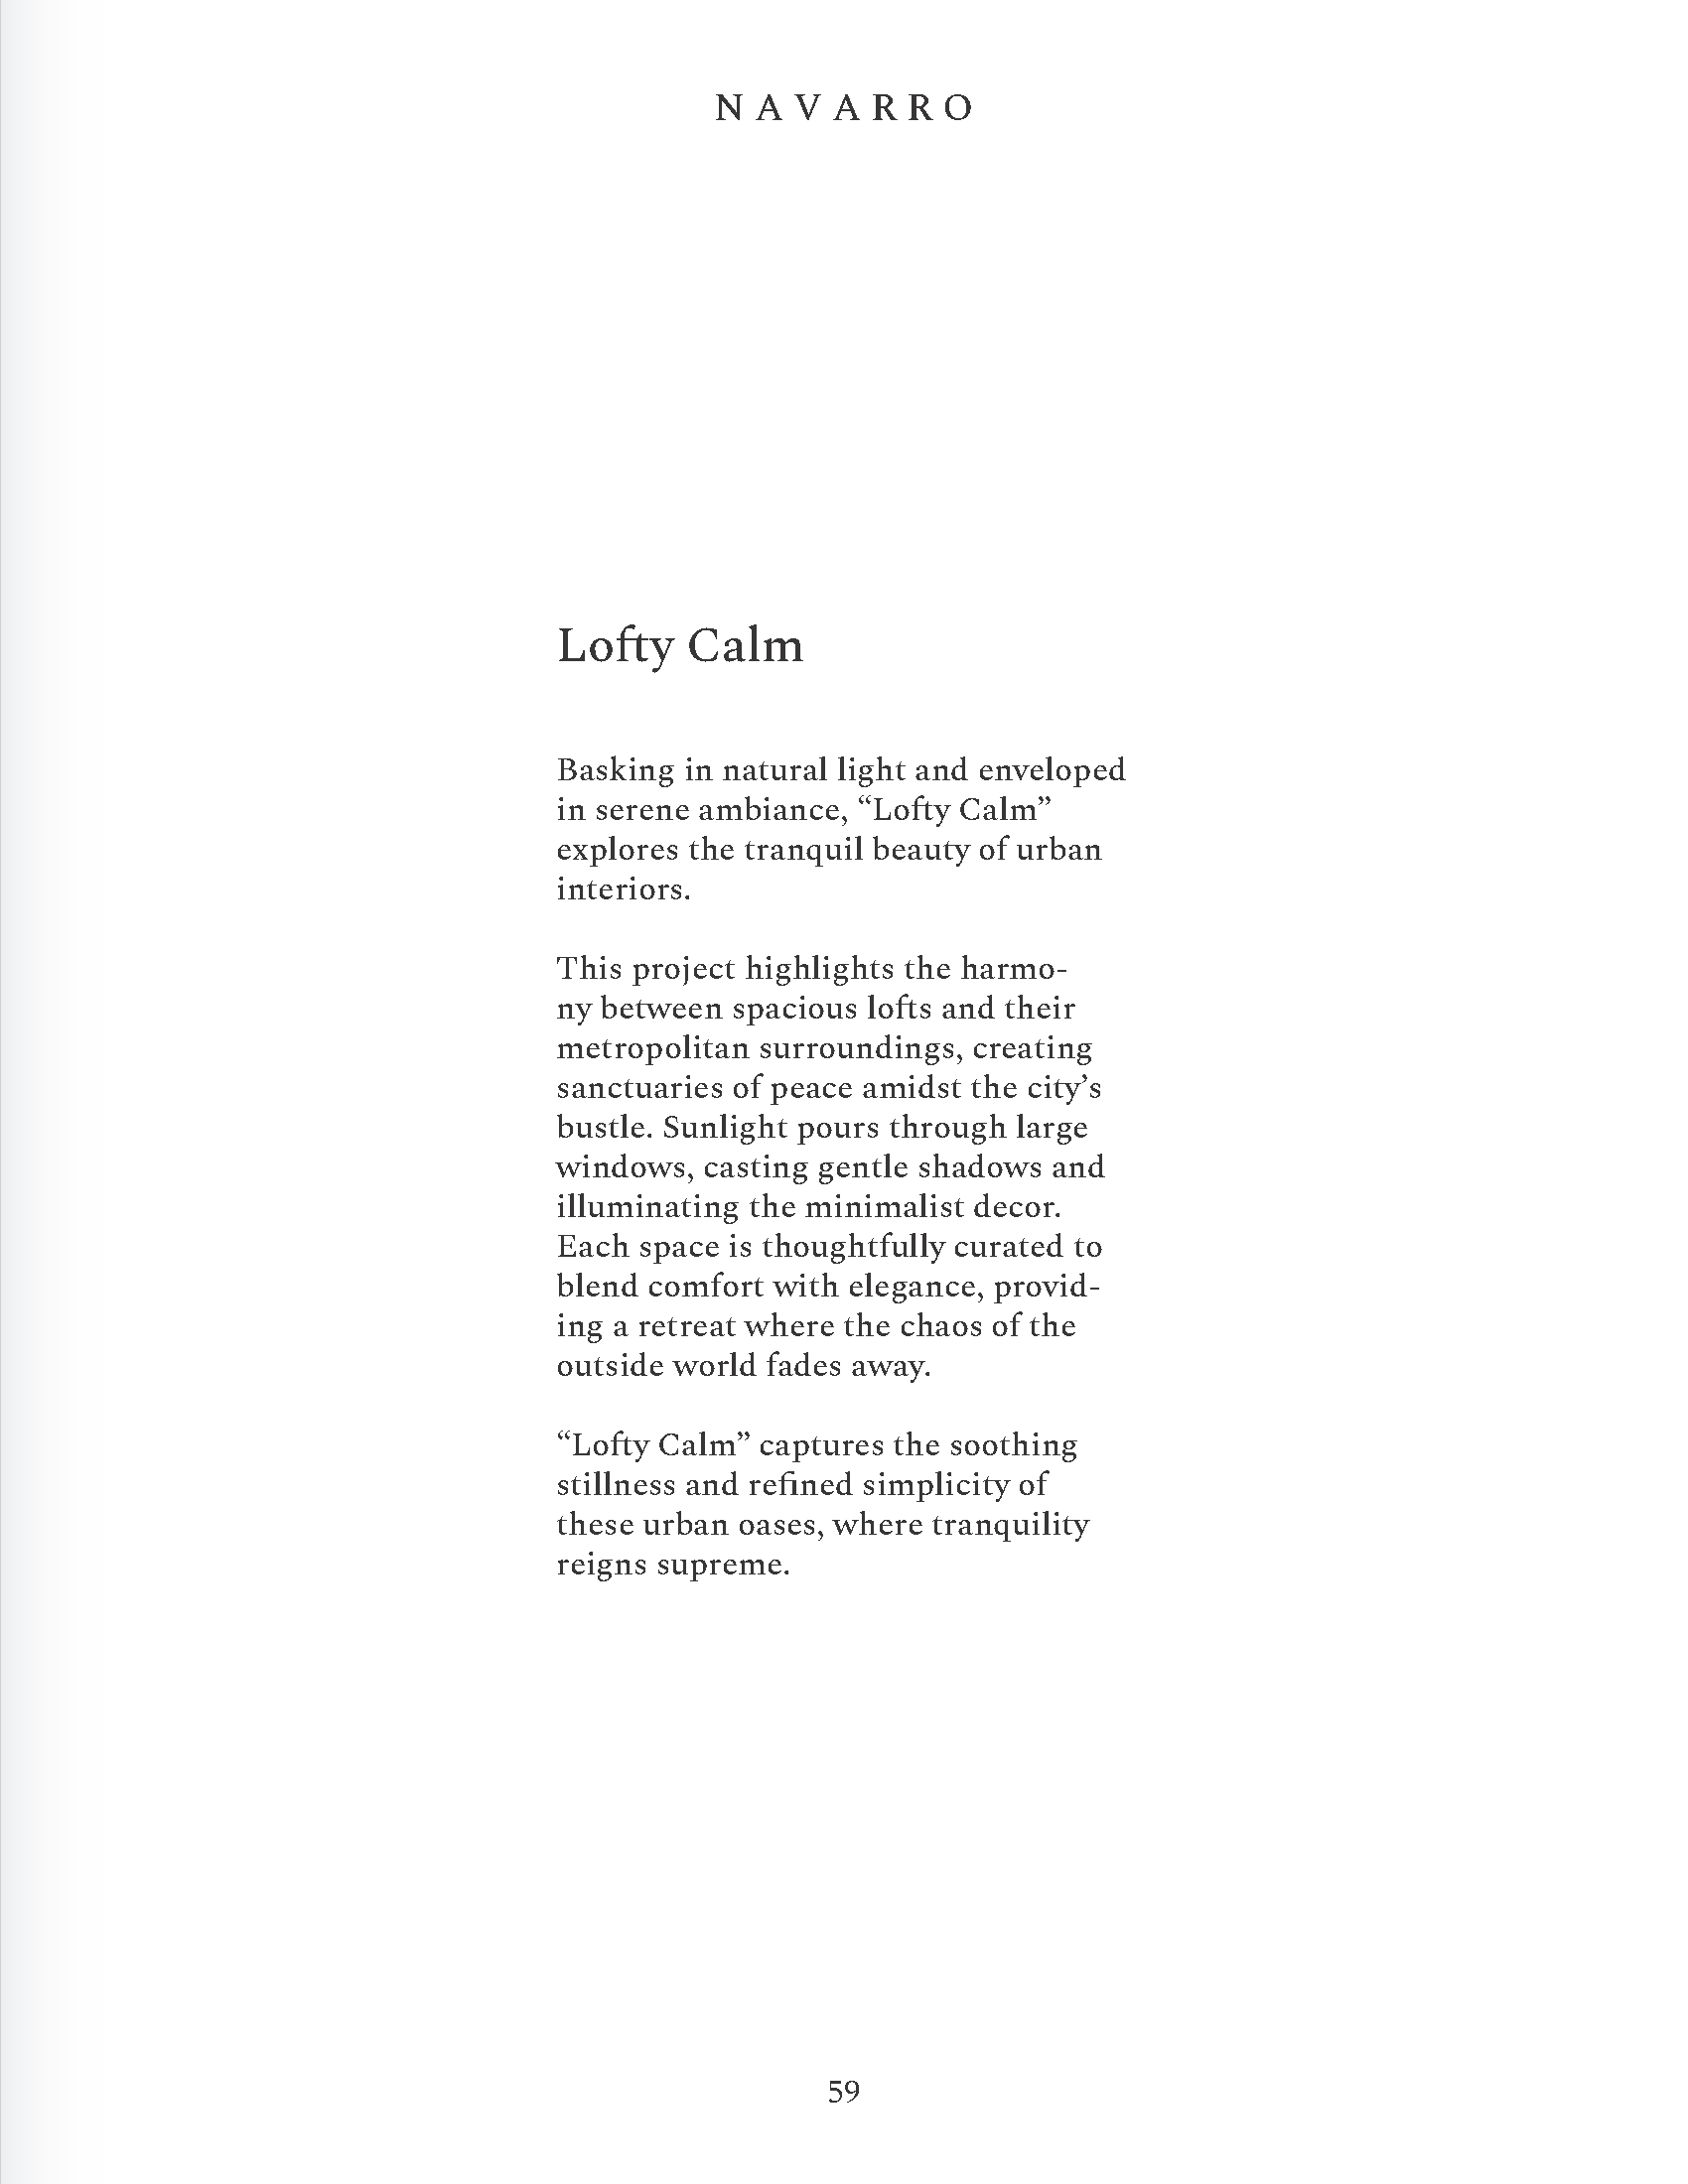 NAVARRO
Lofty Calm
Basking in natural light and enveloped
in serene ambiance, “Lofty Calm”
explores the tranquil beauty of urban
interiors.
This project highlights the harmo-
ny between spacious lofts and their
metropolitan surroundings, creating
sanctuaries of peace amidst the city’s
bustle. Sunlight pours through large
windows, casting gentle shadows and
illuminating the minimalist decor.
Each space is thoughtfully curated to
blend comfort with elegance, provid-
ing a retreat where the chaos of the
outside world fades away.
“Lofty Calm” captures the soothing
stillness and refined simplicity of
these urban oases, where tranquility
reigns supreme.
59